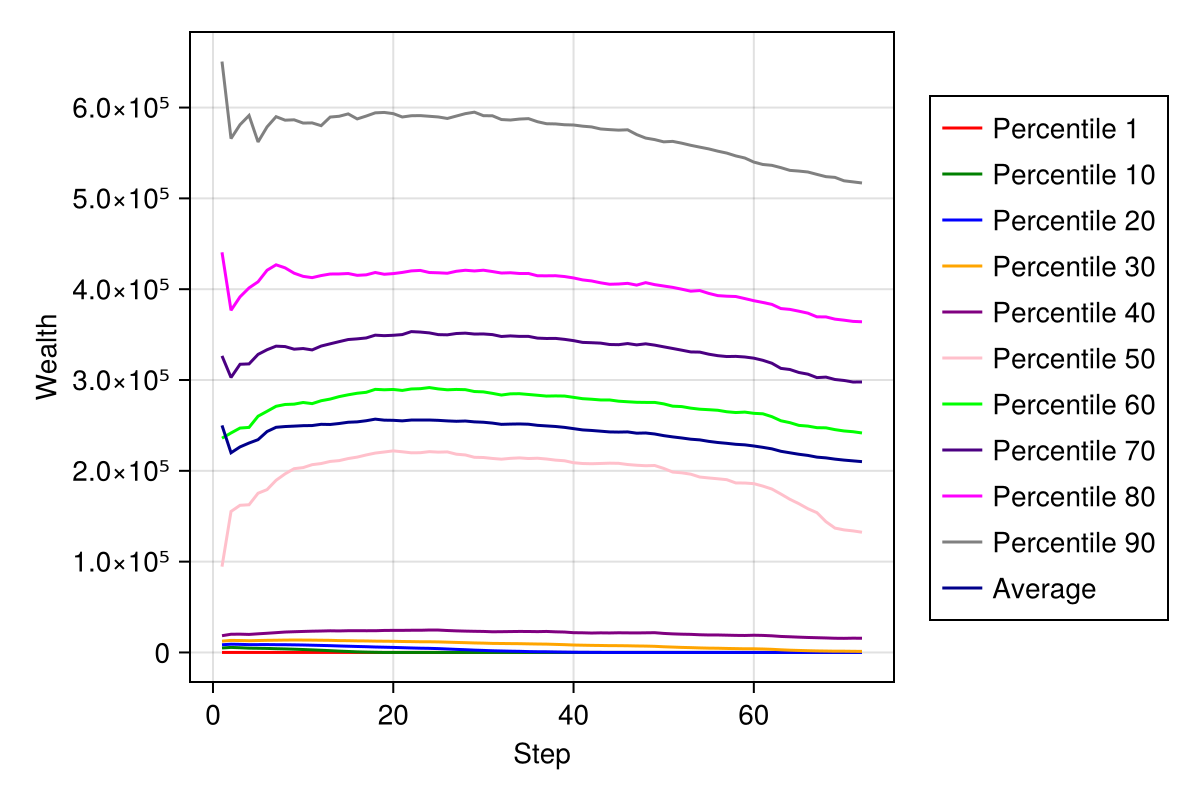 Wealth
6.0×10⁵
5.0×10⁵
4.0×10⁵
3.0×10⁵
2.0×10⁵
1.0×10⁵
0
0 20 40 60
Step
Percentile 1
Percentile 10
Percentile 20
Percentile 30
Percentile 40
Percentile 50
Percentile 60
Percentile 70
Percentile 80
Percentile 90
Average